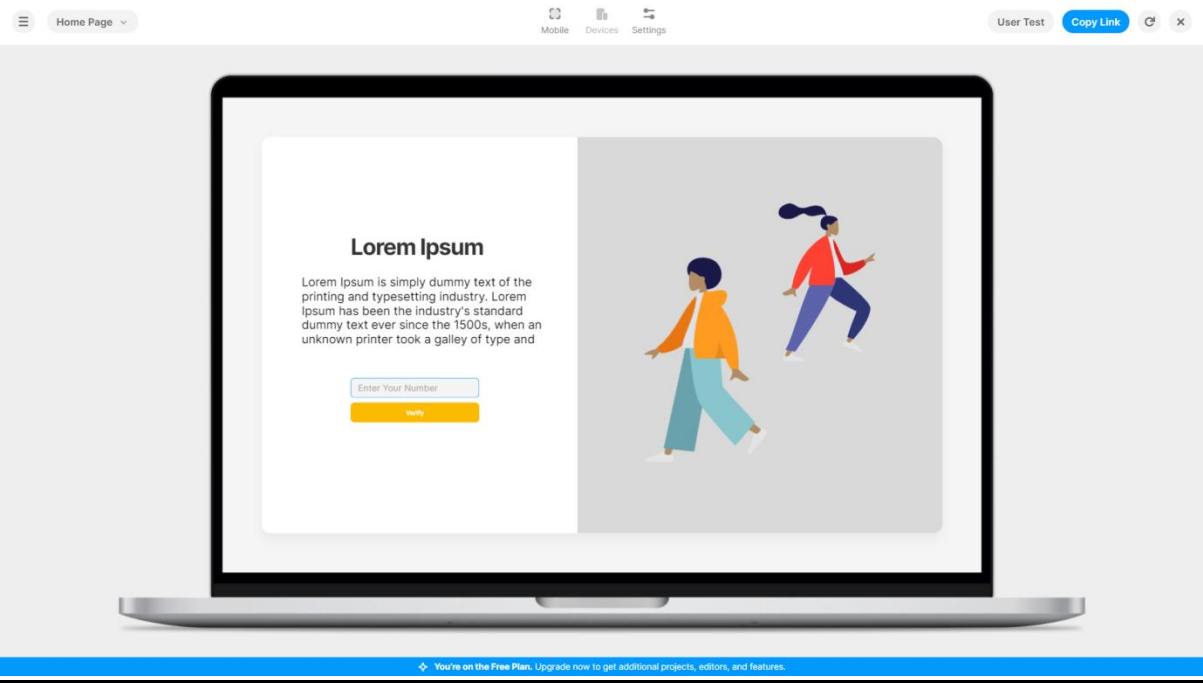 Home Page
Mobile Devices Settings
User Test Copy Link
Lorem Ipsum
Lorem Ipsum is simply dummy text of the
printing and typesetting industry. Lorem
Ipsum has been the industry's standard
dummy text ever since the 1500s, when an
unknown printer took a galley of type and
Enter Your Number
Verify
You're on the Free Plan. Upgrade now to get additional projects, editors, and features.